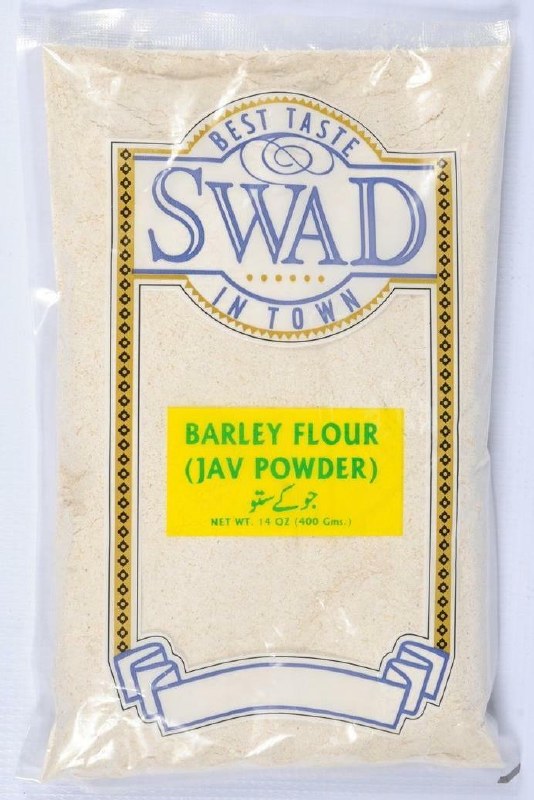 BEST TASTE
SWAD
IN TOWN
BARLEY FLOUR
(JAV POWDER)
جو کے ستو
NET WT. 14 OZ (400 Gms.)